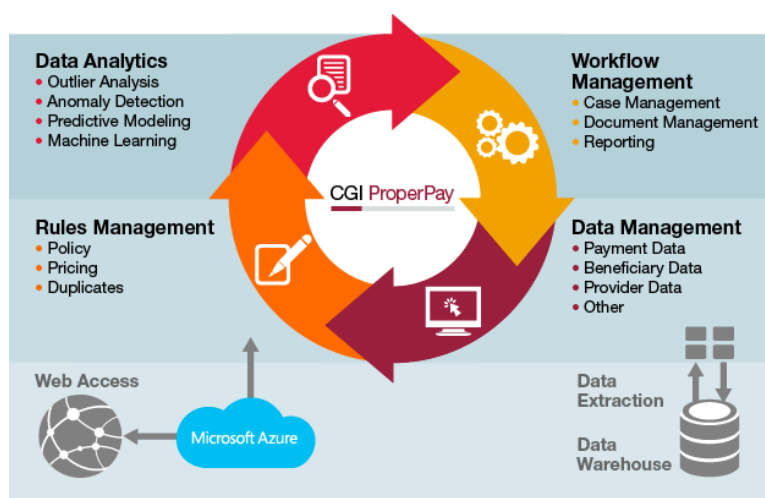 Data Analytics
• Outlier Analysis
• Anomaly Detection
• Predictive Modeling
• Machine Learning
Workflow
Management
• Case Management
• Document Management
• Reporting
CGI ProperPay
Rules Management
• Policy
• Pricing
• Duplicates
Data Management
• Payment Data
• Beneficiary Data
• Provider Data
• Other
Web Access
Microsoft Azure
Data
Extraction
Data
Warehouse